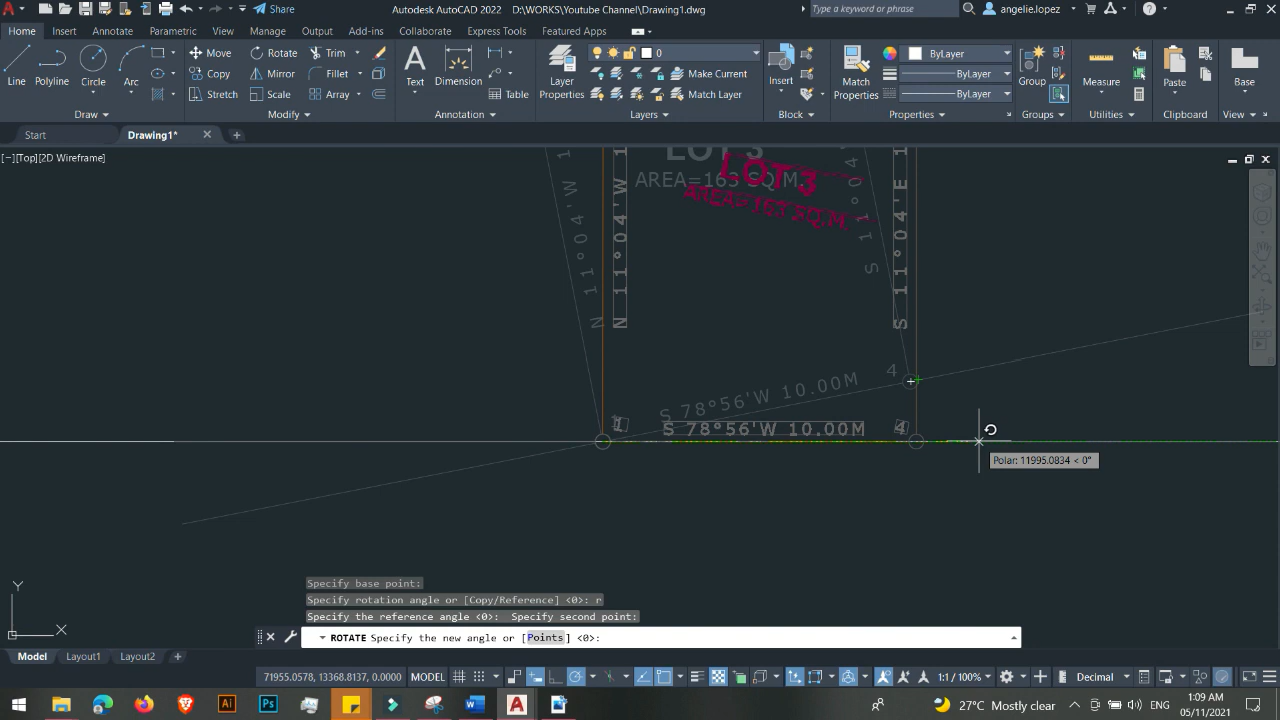 Share
Autodesk AutoCAD 2022 D:\WORKS\Youtube Channel\Drawing1.dwg
Type a keyword or phrase
angelie.lopez
Home Insert Annotate Parametric View Manage Output Add-ins Collaborate Express Tools Featured Apps
Line Polyline Circle Arc
Move Rotate Trim
Copy Mirror Fillet
Stretch Scale Array
Text Dimension Table
Layer Properties
0
Make Current
Match Layer
Insert
Match Properties
ByLayer
ByLayer
ByLayer
Group
Measure
Paste
Base
Draw Modify Annotation Layers Block Properties Groups Utilities Clipboard View
Start Drawing1*
[−][Top][2D Wireframe]
LOT 3
AREA=163 SQ.M.
LOT 3
AREA=163 SQ.M.
N 11°04'W 1
N 11°04'W 1
S 11°04'
S 11°04'E 1
4
S 78°56'W 10.00M
1
S 78°56'W 10.00M
4
Polar: 11995.0834 < 0°
Y
X
Specify base point:
Specify rotation angle or [Copy/Reference] <0>: r
Specify the reference angle <0>: Specify second point:
ROTATE Specify the new angle or [Points] <0>:
Model Layout1 Layout2
71955.0578, 13368.8137, 0.0000 MODEL 1:1 / 100% Decimal
27°C Mostly clear
1:09 AM
05/11/2021